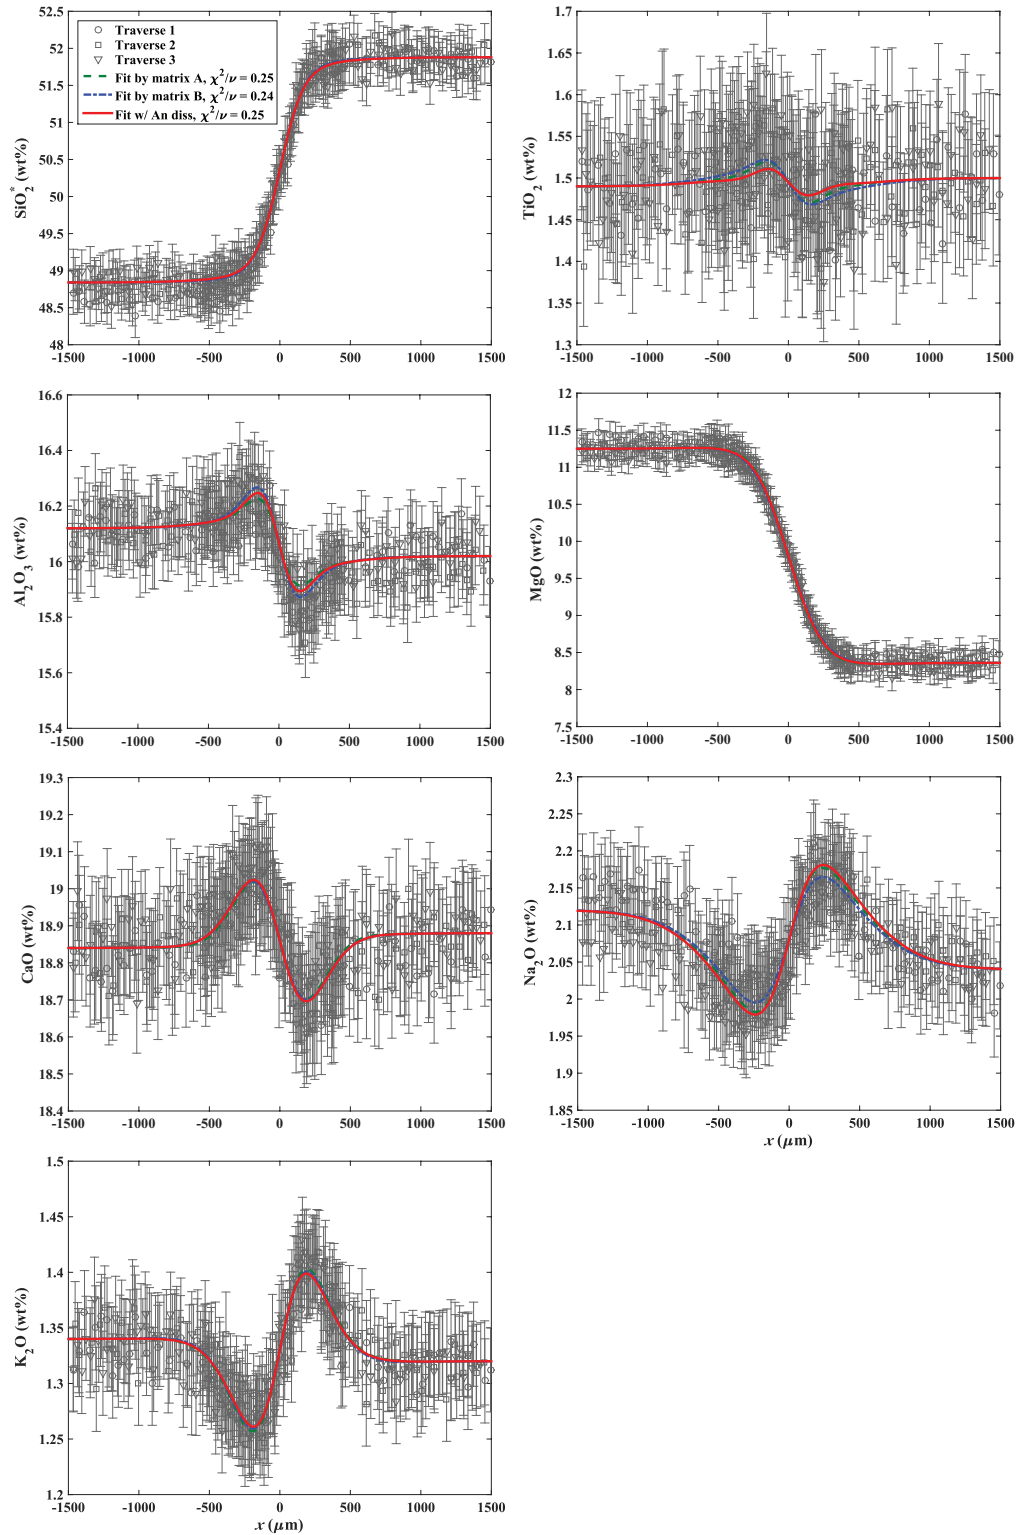 Traverse 1
Traverse 2
Traverse 3
Fit by matrix A, χ²/ν = 0.25
Fit by matrix B, χ²/ν = 0.24
Fit w/ An diss, χ²/ν = 0.25
SiO₂* (wt%)
52.5
52
51.5
51
50.5
50
49.5
49
48.5
48
-1500 -1000 -500 0 500 1000 1500
TiO₂ (wt%)
1.7
1.65
1.6
1.55
1.5
1.45
1.4
1.35
1.3
-1500 -1000 -500 0 500 1000 1500
Al₂O₃ (wt%)
16.6
16.4
16.2
16
15.8
15.6
15.4
-1500 -1000 -500 0 500 1000 1500
MgO (wt%)
12
11.5
11
10.5
10
9.5
9
8.5
8
7.5
-1500 -1000 -500 0 500 1000 1500
CaO (wt%)
19.3
19.2
19.1
19
18.9
18.8
18.7
18.6
18.5
18.4
-1500 -1000 -500 0 500 1000 1500
Na₂O (wt%)
2.3
2.25
2.2
2.15
2.1
2.05
2
1.95
1.9
1.85
-1500 -1000 -500 0 500 1000 1500
x (μm)
K₂O (wt%)
1.5
1.45
1.4
1.35
1.3
1.25
1.2
-1500 -1000 -500 0 500 1000 1500
x (μm)